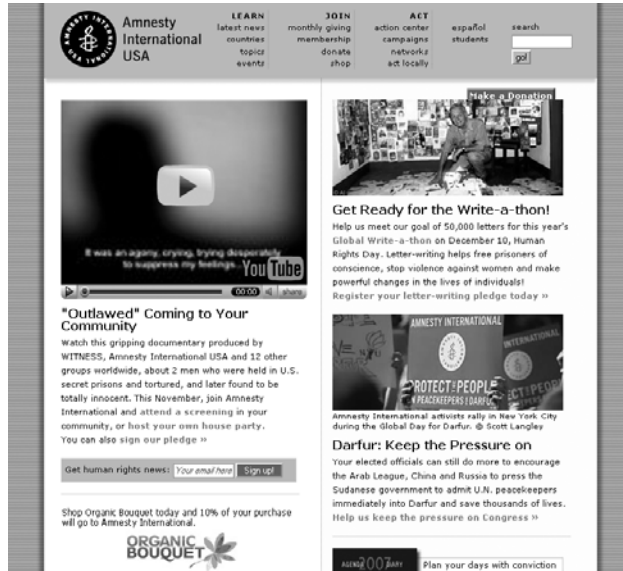 AMNESTY INTERNATIONAL
Amnesty
International
USA
LEARN
latest news
countries
topics
events
JOIN
monthly giving
membership
donate
shop
ACT
action center
campaigns
networks
act locally
español
students
search
go!
Make a Donation
It was an agony, crying, trying desperately
to suppress my feelings...
YouTube
00:00
share
"Outlawed" Coming to Your
Community
Watch this gripping documentary produced by
WITNESS, Amnesty International USA and 12 other
groups worldwide, about 2 men who were held in U.S.
secret prisons and tortured, and later found to be
totally innocent. This November, join Amnesty
International and attend a screening in your
community, or host your own house party.
You can also sign our pledge »
Get human rights news: Your email here Sign up!
Shop Organic Bouquet today and 10% of your purchase
will go to Amnesty International.
ORGANIC
BOUQUET
Get Ready for the Write-a-thon!
Help us meet our goal of 50,000 letters for this year's
Global Write-a-thon on December 10, Human
Rights Day. Letter-writing helps free prisoners of
conscience, stop violence against women and make
powerful changes in the lives of individuals!
Register your letter-writing pledge today »
AMNESTY INTERNATIONAL
PROTECT PEOPLE
UN PEACEKEEPERS DARFUR
Amnesty International activists rally in New York City
during the Global Day for Darfur. © Scott Langley
Darfur: Keep the Pressure on
Your elected officials can still do more to encourage
the Arab League, China and Russia to press the
Sudanese government to admit U.N. peacekeepers
immediately into Darfur and save thousands of lives.
Help us keep the pressure on Congress »
AGENDA 2007 DIARY
Plan your days with conviction